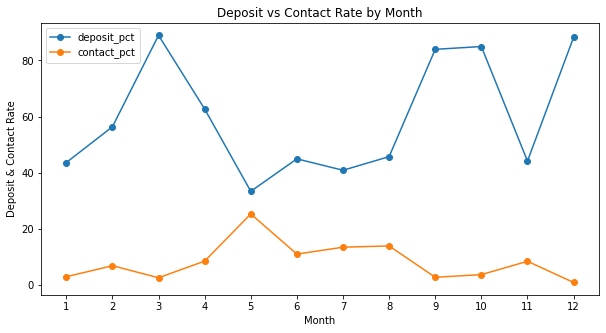 Deposit vs Contact Rate by Month
deposit_pct
contact_pct
Deposit & Contact Rate
80
60
40
20
0
1 2 3 4 5 6 7 8 9 10 11 12
Month